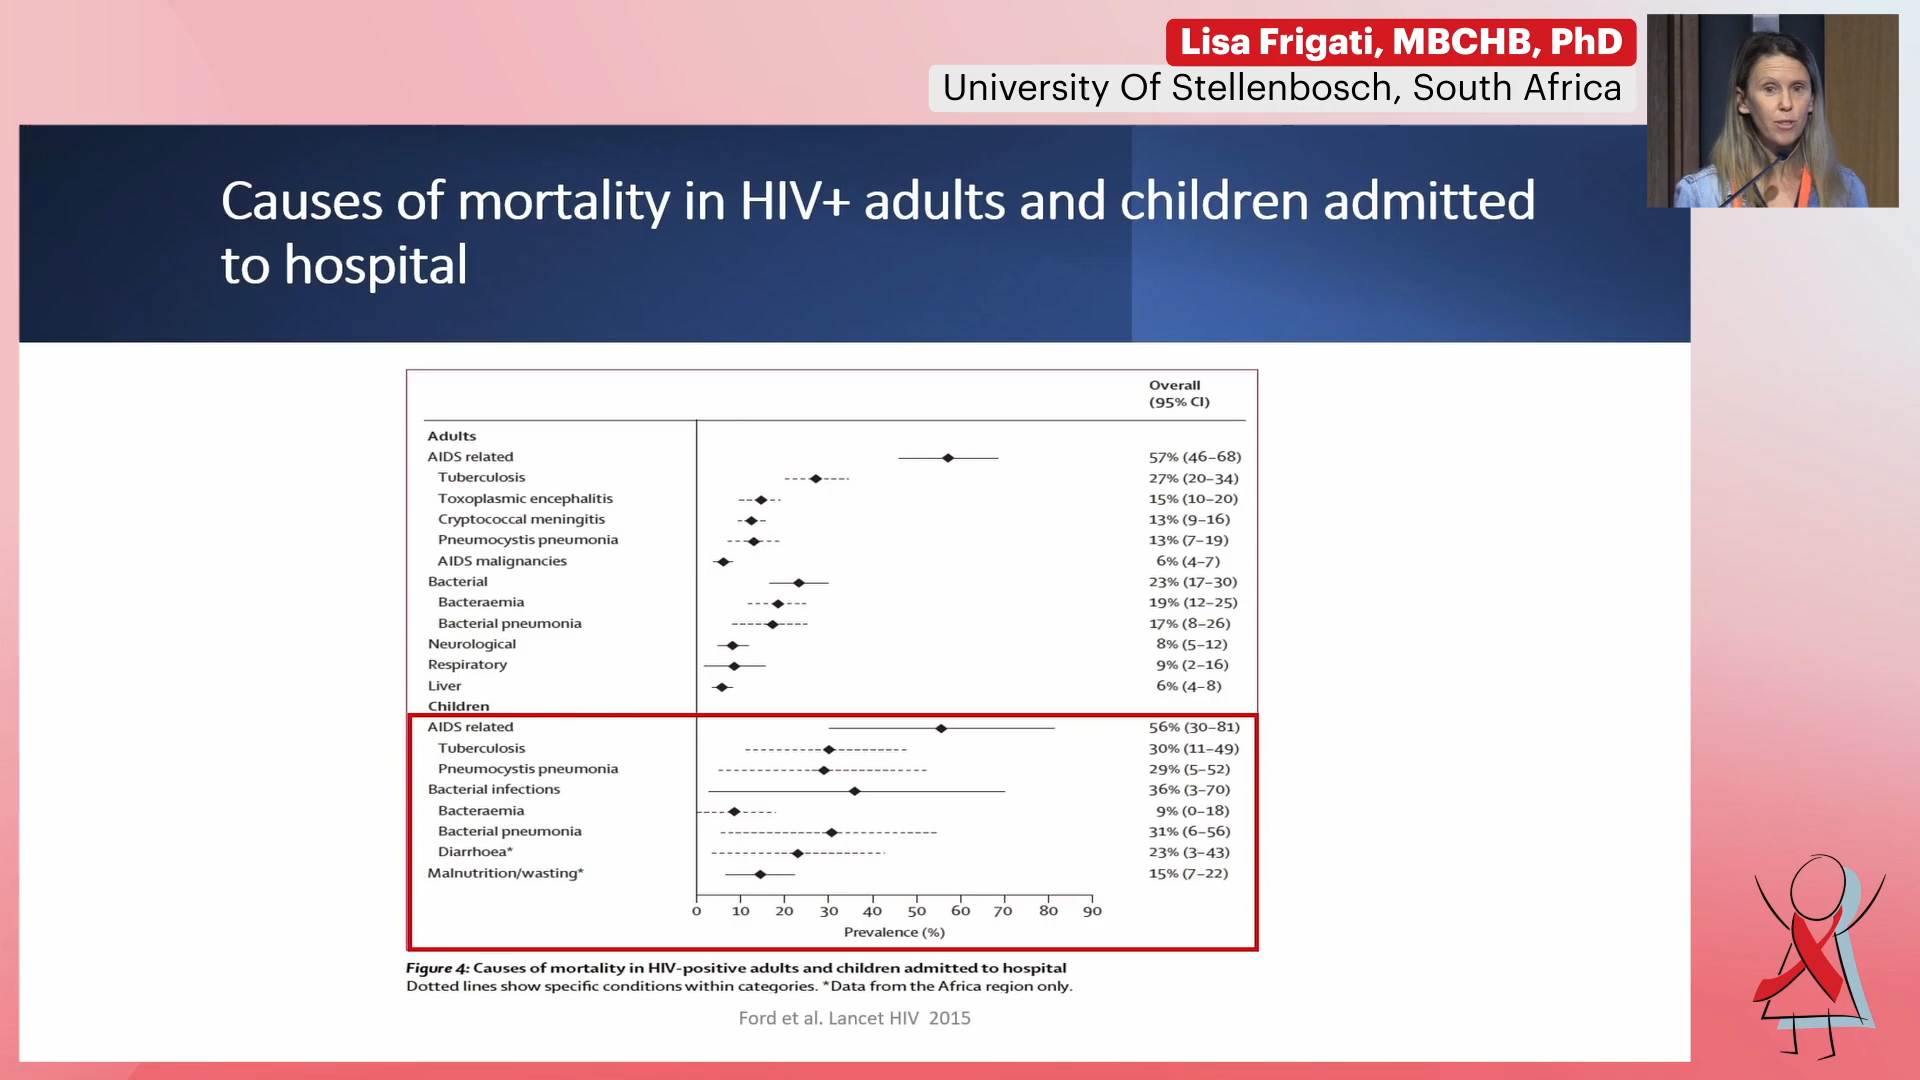 Lisa Frigati, MBCHB, PhD
University Of Stellenbosch, South Africa
Causes of mortality in HIV+ adults and children admitted
to hospital
Overall
(95% CI)
Adults
AIDS related 57% (46–68)
Tuberculosis 27% (20–34)
Toxoplasmic encephalitis 15% (10–20)
Cryptococcal meningitis 13% (9–16)
Pneumocystis pneumonia 13% (7–19)
AIDS malignancies 6% (4–7)
Bacterial 23% (17–30)
Bacteraemia 19% (12–25)
Bacterial pneumonia 17% (8–26)
Neurological 8% (5–12)
Respiratory 9% (2–16)
Liver 6% (4–8)
Children
AIDS related 56% (30–81)
Tuberculosis 30% (11–49)
Pneumocystis pneumonia 29% (5–52)
Bacterial infections 36% (3–70)
Bacteraemia 9% (0–18)
Bacterial pneumonia 31% (6–56)
Diarrhoea* 23% (3–43)
Malnutrition/wasting* 15% (7–22)
0 10 20 30 40 50 60 70 80 90
Prevalence (%)
Figure 4: Causes of mortality in HIV-positive adults and children admitted to hospital
Dotted lines show specific conditions within categories. *Data from the Africa region only.
Ford et al. Lancet HIV 2015